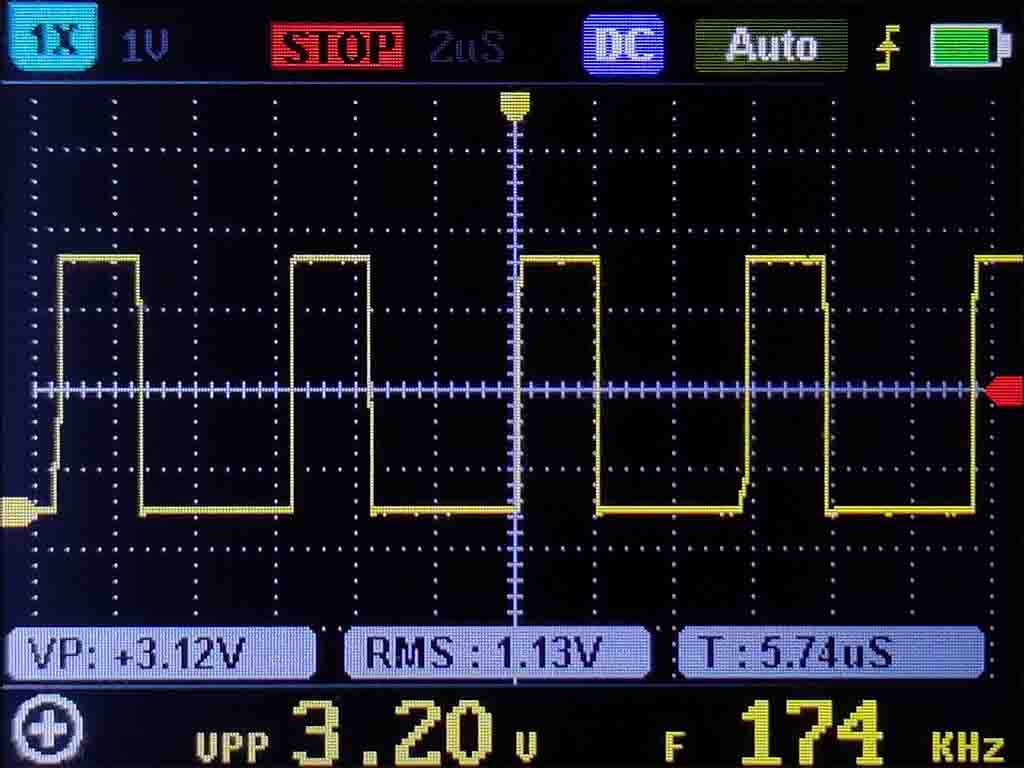 1X 1V STOP 2uS DC Auto
VP: +3.12V RMS : 1.13V T : 5.74uS
VPP 3.20 V F 174 KHz